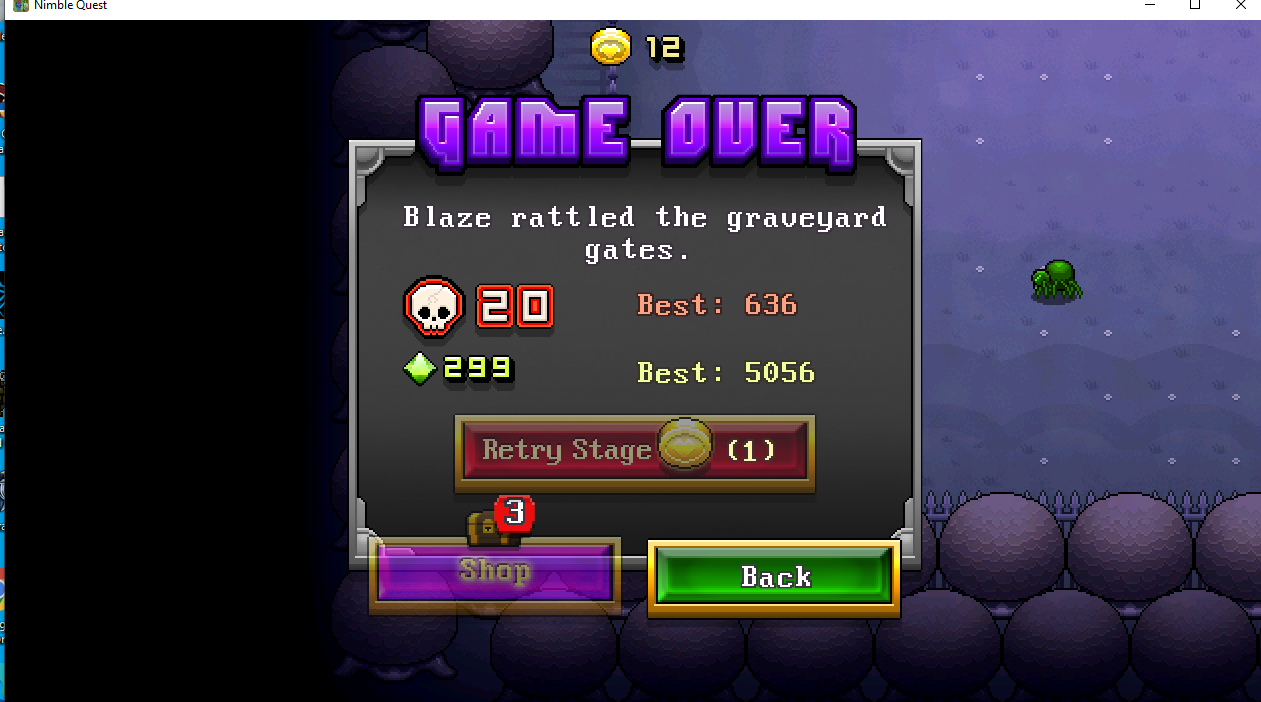 Nimble Quest
12
GAME OVER
Blaze rattled the graveyard
gates.
20 Best: 636
299 Best: 5056
Retry Stage (1)
3
Shop Back